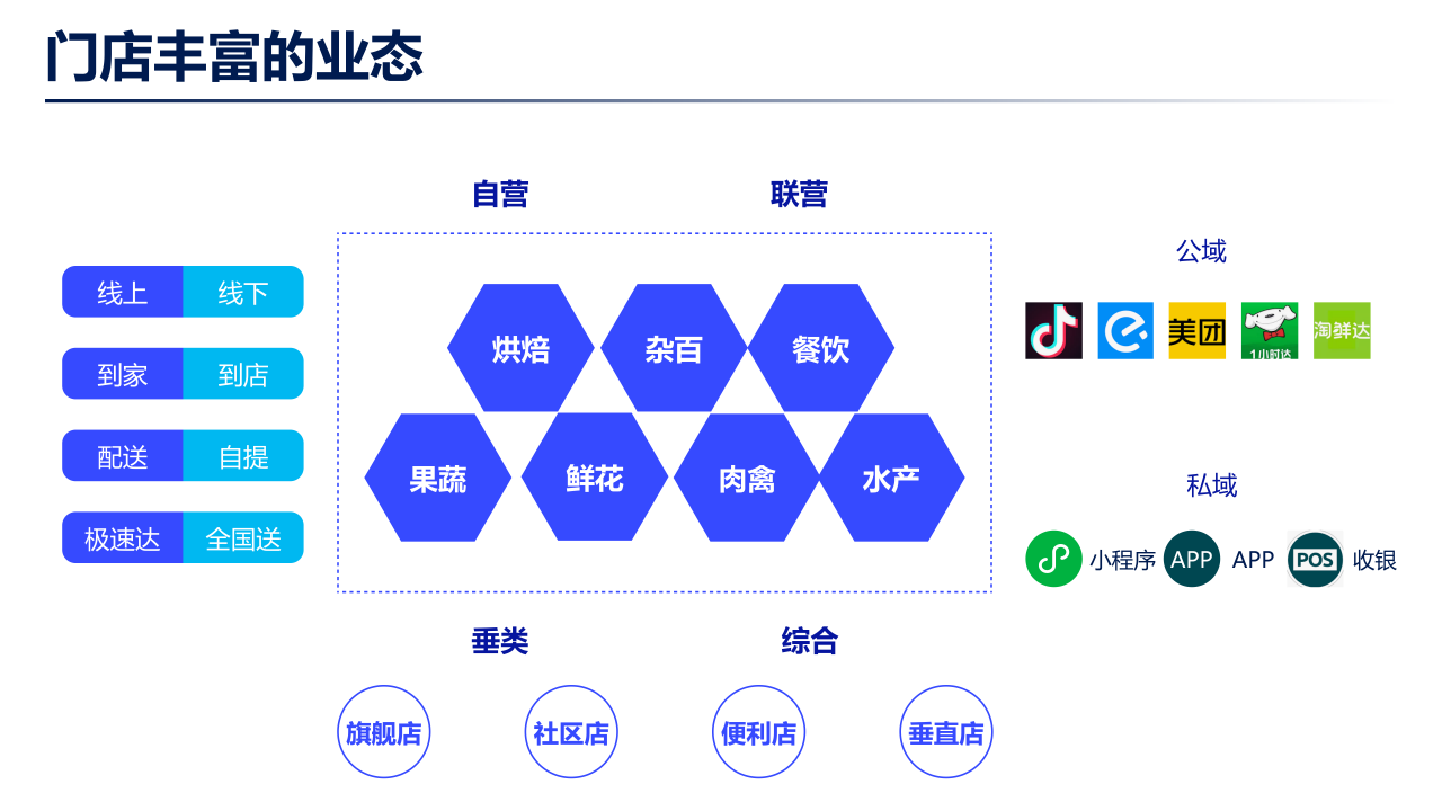 门店丰富的业态
自营
联营
线上
线下
到家
到店
配送
自提
极速达
全国送
烘焙
杂百
餐饮
果蔬
鲜花
肉禽
水产
公域
美团
1小时达
淘鲜达
私域
小程序
APP
APP
POS
收银
垂类
综合
旗舰店
社区店
便利店
垂直店